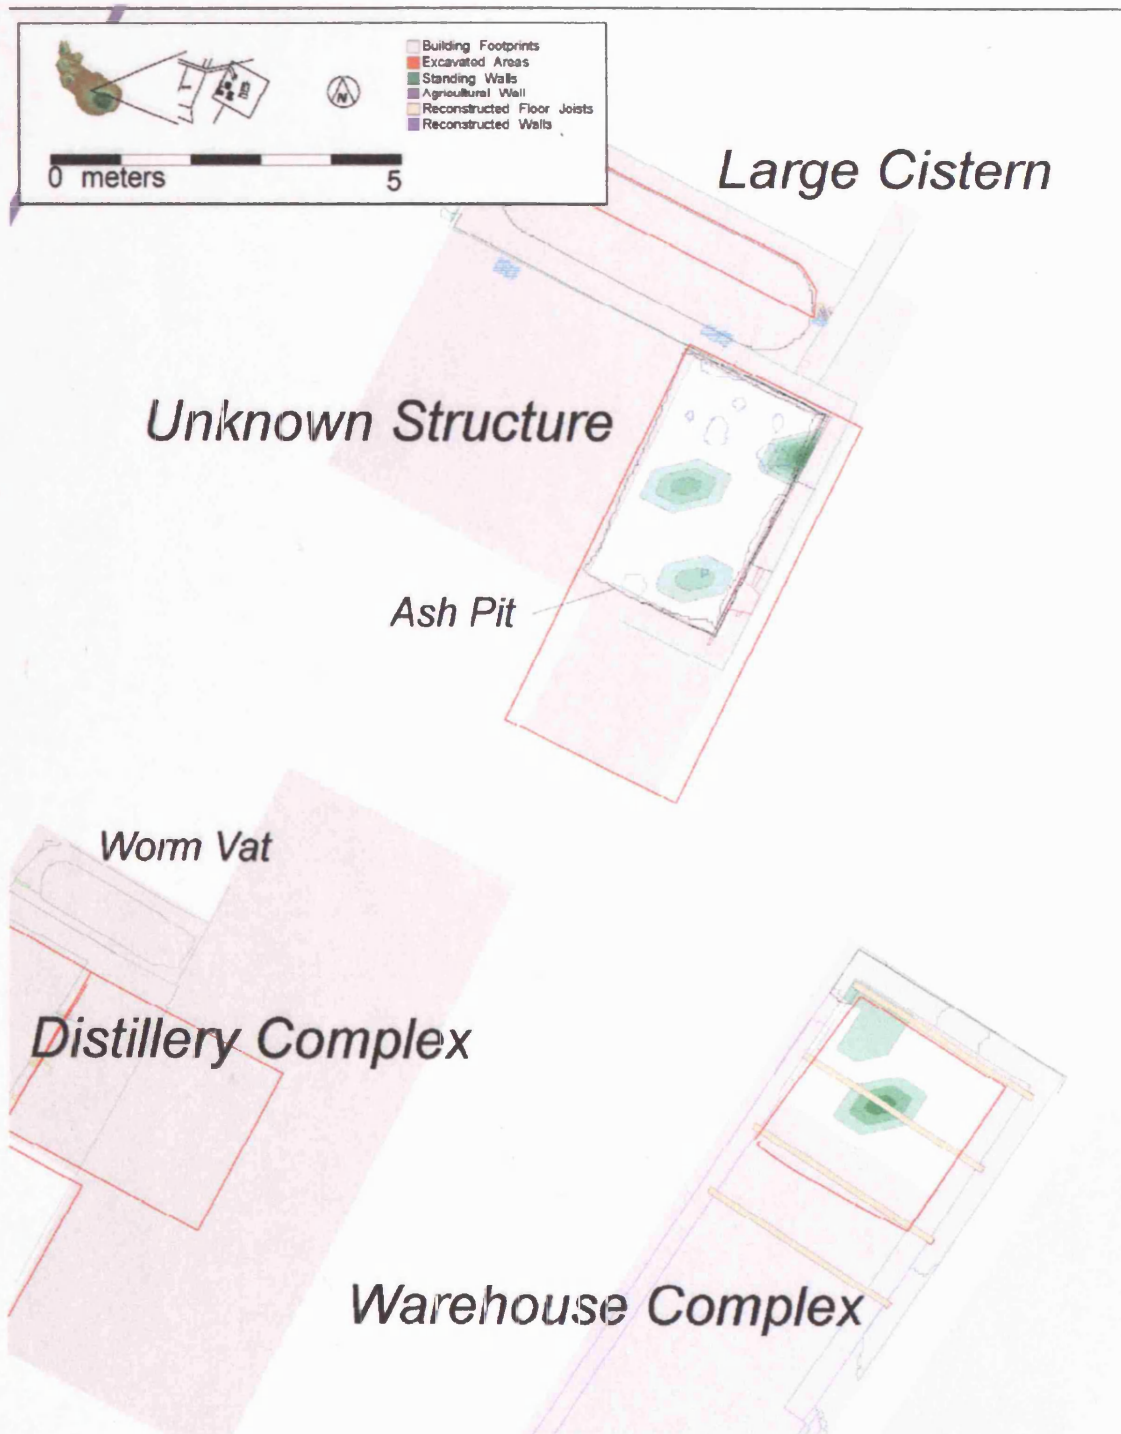 Building Footprints
Excavated Areas
Standing Walls
Agricultural Wall
Reconstructed Floor Joists
Reconstructed Walls
N
0 meters 5
Large Cistern
Unknown Structure
Ash Pit
Worm Vat
Distillery Complex
Warehouse Complex